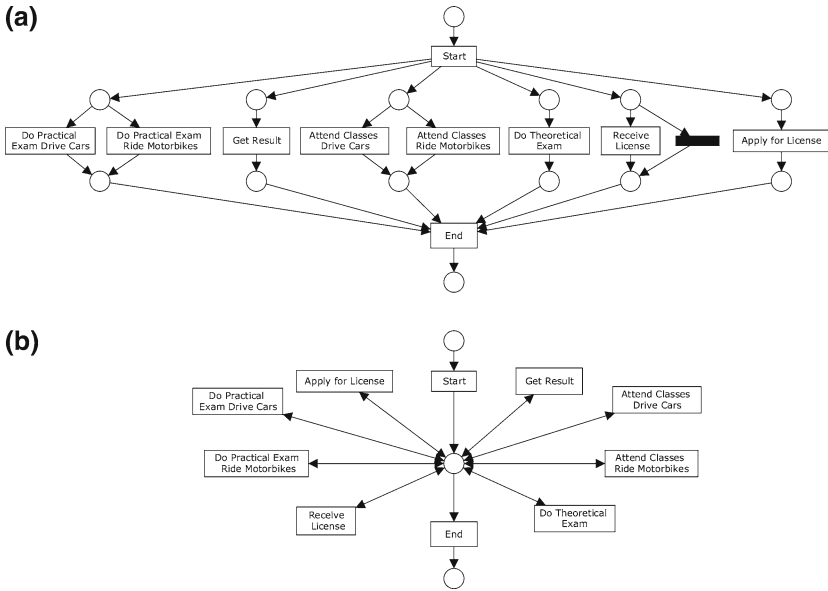 (a)
Start
Do Practical
Exam Drive Cars
Do Practical Exam
Ride Motorbikes
Get Result
Attend Classes
Drive Cars
Attend Classes
Ride Motorbikes
Do Theoretical
Exam
Receive
License
Apply for License
End
(b)
Start
Apply for License
Get Result
Do Practical
Exam Drive Cars
Attend Classes
Drive Cars
Do Practical Exam
Ride Motorbikes
Attend Classes
Ride Motorbikes
Receive
License
Do Theoretical
Exam
End